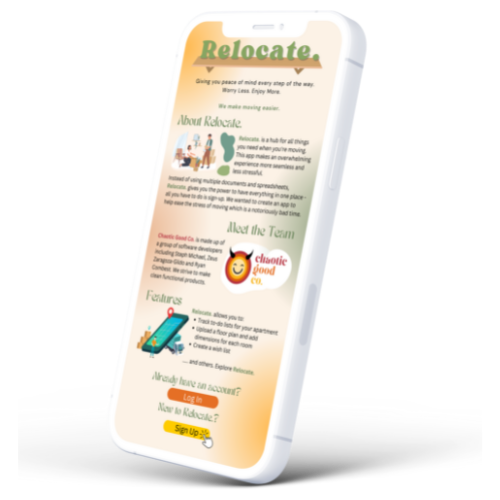 Relocate.
Giving you peace of mind every step of the way.
Worry Less. Enjoy More.
We make moving easier.
About Relocate.
Relocate. is a hub for all things
you need when you're moving.
This app makes an overwhelming
experience more seamless and
less stressful.
Instead of using multiple documents and spreadsheets,
Relocate. gives you the power to have everything in one place -
all you have to do is sign-up. We wanted to create an app to
help ease the stress of moving which is a notoriously bad time.
Meet the Team
Chaotic Good Co. is made up of
a group of software developers
including Steph Michael, Dess
Zaragoza-Glido and Ryan
We strive to make
clean functional products.
chaotic
good
co.
Features
Relocate. allows you to:
• Track to-do lists for your apartment
• Upload a floor plan and add
dimensions for each room
• Create a wish list
.... and others. Explore Relocate.
Already have an account?
Log In
New to Relocate.?
Sign Up